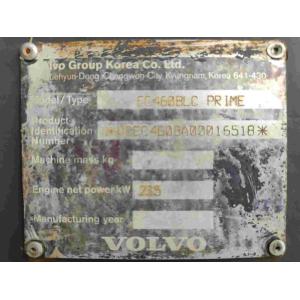 Volvo Group Korea Co. Ltd.
Changwon-City, Kyungnam, Korea 641-430
Model/Type EC460BLC PRIME
Product
Identification
Number
Machine mass kg
Engine net power kW 235
Manufacturing year
VOLVO